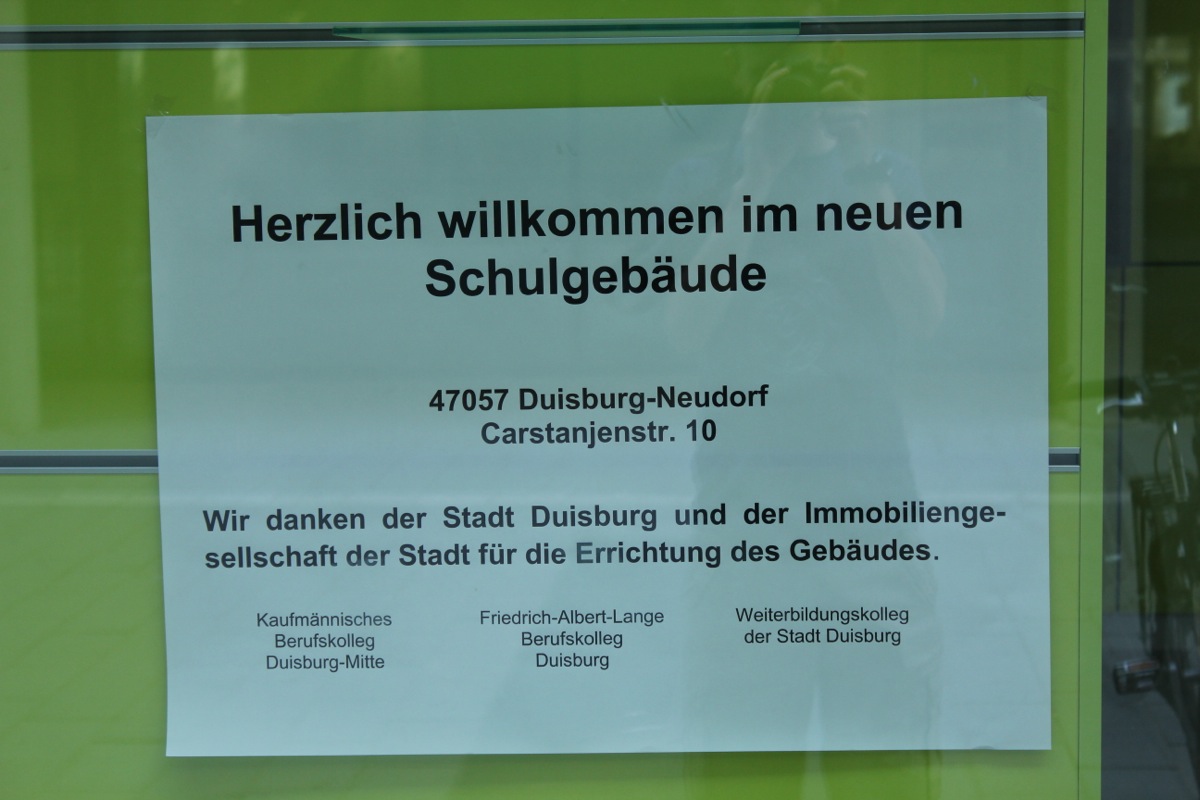 Herzlich willkommen im neuen
Schulgebäude
47057 Duisburg-Neudorf
Carstanjenstr. 10
Wir danken der Stadt Duisburg und der Immobilienge-
sellschaft der Stadt für die Errichtung des Gebäudes.
Kaufmännisches
Berufskolleg
Duisburg-Mitte
Friedrich-Albert-Lange
Berufskolleg
Duisburg
Weiterbildungskolleg
der Stadt Duisburg